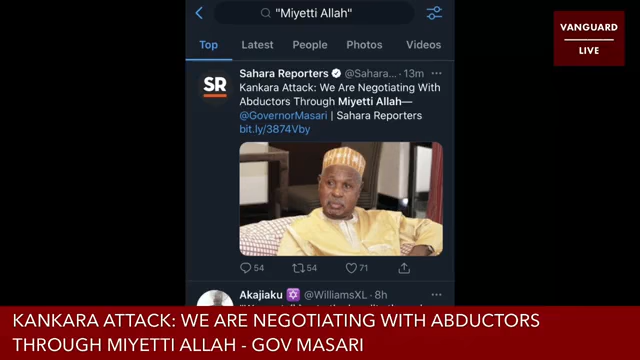 "Miyetti Allah"
VANGUARD
LIVE
Top Latest People Photos Videos
SR
Sahara Reporters @Sahara... · 13m
Kankara Attack: We Are Negotiating With
Abductors Through Miyetti Allah—
@GovernorMasari | Sahara Reporters
bit.ly/3874Vby
54 54 71
Akajiaku @WilliamsXL · 8h
KANKARA ATTACK: WE ARE NEGOTIATING WITH ABDUCTORS
THROUGH MIYETTI ALLAH - GOV MASARI